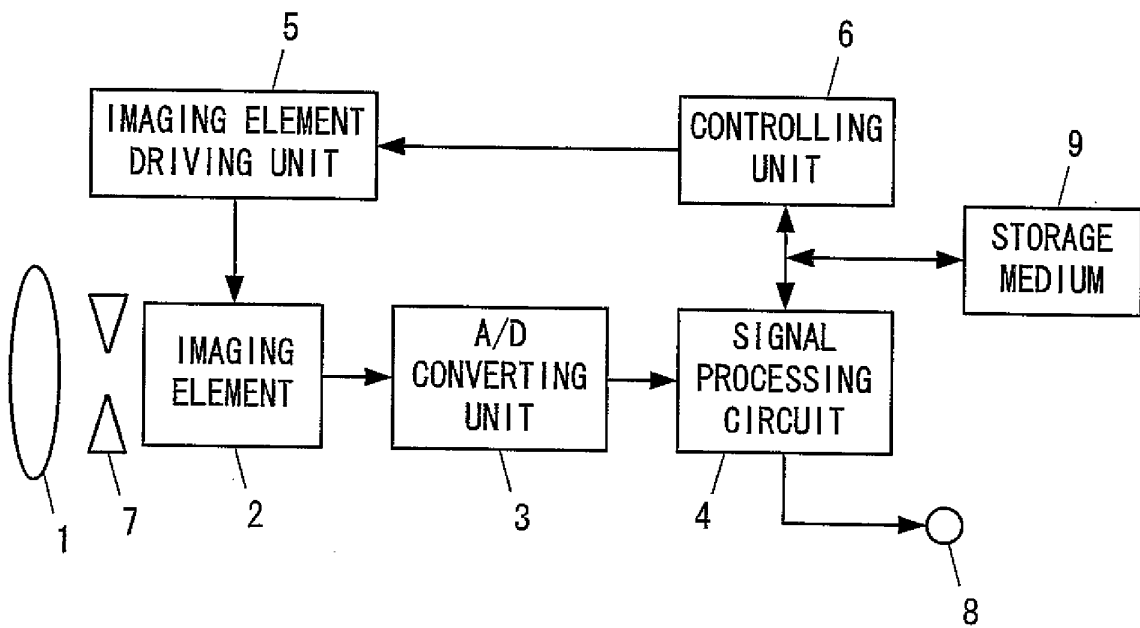 5
6
IMAGING ELEMENT
DRIVING UNIT
CONTROLLING
UNIT
9
STORAGE
MEDIUM
IMAGING
ELEMENT
A/D
CONVERTING
UNIT
SIGNAL
PROCESSING
CIRCUIT
1
7
2
3
4
8